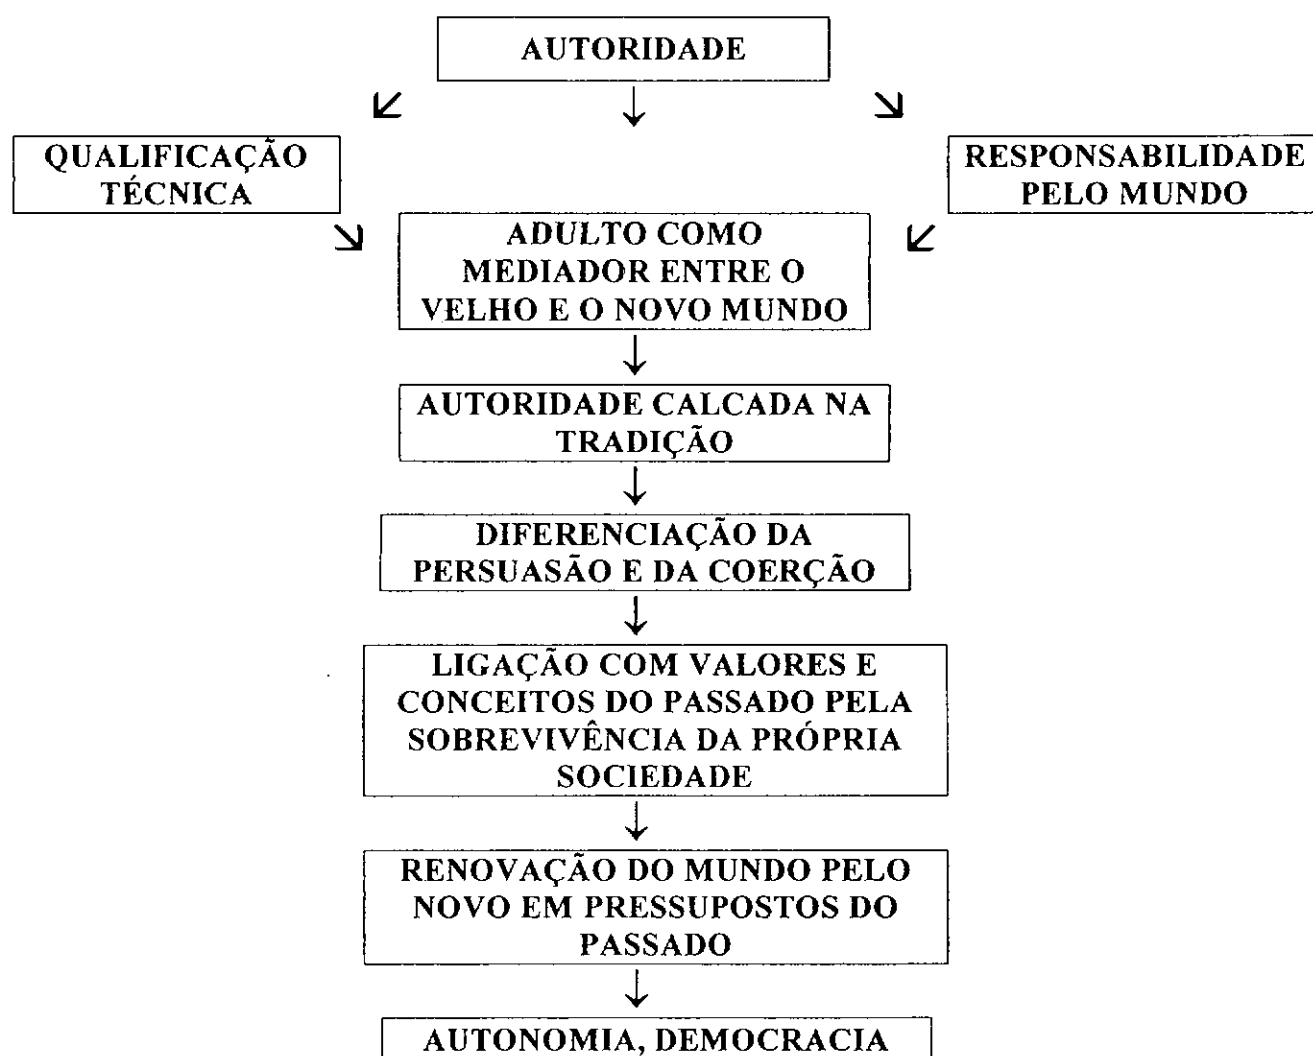 AUTORIDADE
QUALIFICAÇÃO
TÉCNICA
RESPONSABILIDADE
PELO MUNDO
ADULTO COMO
MEDIADOR ENTRE O
VELHO E O NOVO MUNDO
AUTORIDADE CALCADA NA
TRADIÇÃO
DIFERENCIAÇÃO DA
PERSUASÃO E DA COERÇÃO
LIGAÇÃO COM VALORES E
CONCEITOS DO PASSADO PELA
SOBREVIVÊNCIA DA PRÓPRIA
SOCIEDADE
RENOVAÇÃO DO MUNDO PELO
NOVO EM PRESSUPOSTOS DO
PASSADO
AUTONOMIA, DEMOCRACIA